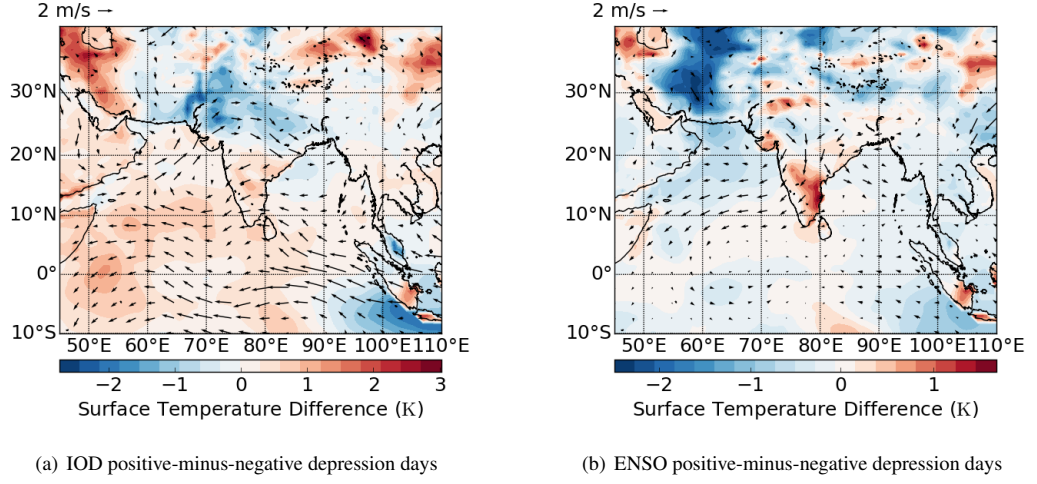 2 m/s →
30°N
20°N
10°N
0°
10°S
50°E 60°E 70°E 80°E 90°E 100°E 110°E
−2 −1 0 1 2 3
Surface Temperature Difference (K)
(a) IOD positive-minus-negative depression days
2 m/s →
30°N
20°N
10°N
0°
10°S
50°E 60°E 70°E 80°E 90°E 100°E 110°E
−2 −1 0 1
Surface Temperature Difference (K)
(b) ENSO positive-minus-negative depression days